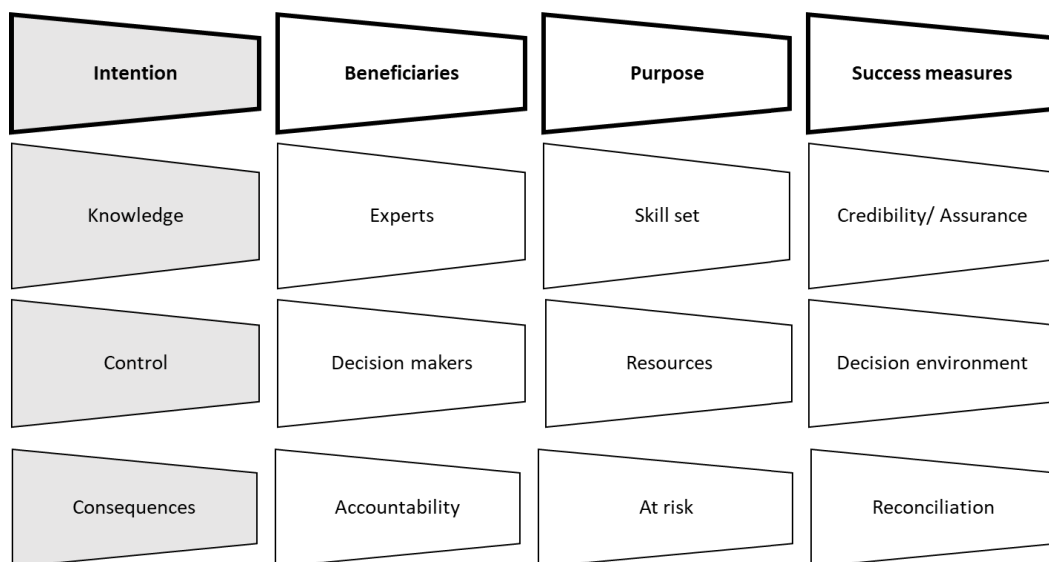 Intention
Beneficiaries
Purpose
Success measures
Knowledge
Experts
Skill set
Credibility/ Assurance
Control
Decision makers
Resources
Decision environment
Consequences
Accountability
At risk
Reconciliation